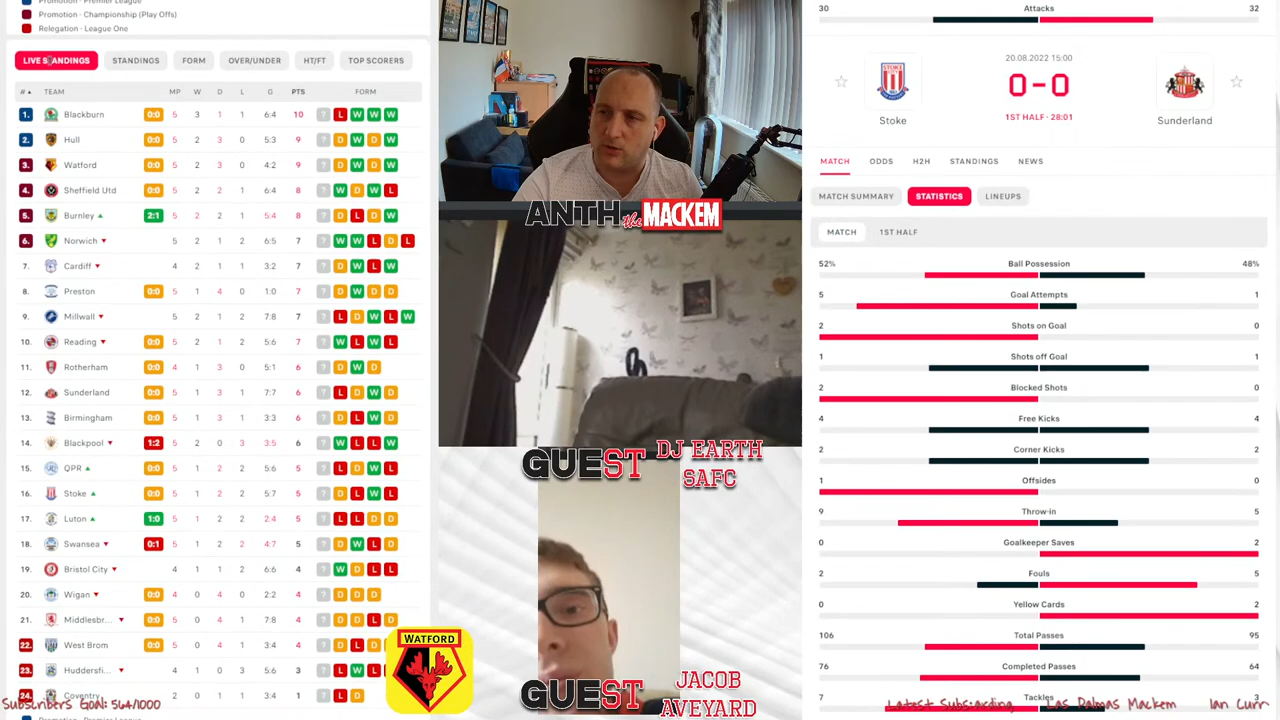 Promotion - Premier League
Promotion - Championship (Play Offs)
Relegation - League One
LIVE STANDINGS STANDINGS FORM OVER/UNDER HT/FT TOP SCORERS
# TEAM MP W D L G PTS FORM
1. Blackburn 0:0 5 3 1 1 6:4 10 ? L W W W
2. Hull 0:0 5 2 3 0 5:3 9 ? D W D W
3. Watford 0:0 5 2 3 0 4:2 9 ? D W D W
4. Sheffield Utd 0:0 5 2 2 1 6:4 8 ? W D W L
5. Burnley 2:1 5 2 2 1 8 ? D L D W
6. Norwich 5 2 1 2 6:5 7 ? W W L D L
7. Cardiff 4 2 1 1 3:2 7 ? D W L W
8. Preston 0:0 5 1 4 0 1:0 7 ? D W D D
9. Millwall 5 2 1 2 7:8 7 ? L D W L W
10. Reading 0:0 5 2 1 2 5:6 7 ? W L W L
11. Rotherham 0:0 4 1 3 0 5:1 6 ? D W D
12. Sunderland 0:0 5 1 3 1 7:7 6 ? L D W D
13. Birmingham 0:0 5 1 3 1 3:3 6 ? D L W D
14. Blackpool 1:2 5 2 0 3 3:5 6 ? W L L W
15. QPR 0:0 5 1 2 2 5 ? L D W L
16. Stoke 0:0 5 1 2 2 5:7 5 ? D L W L
17. Luton 1:0 5 1 2 2 2:4 5 ? L L D D
18. Swansea 0:1 5 1 2 2 4:7 5 ? D W L D
19. Bristol City 4 1 1 2 6:6 4 ? W D L L
20. Wigan 0:0 4 0 4 0 2:2 4 ? D D D
21. Middlesbr... 0:0 5 0 4 1 7:8 4 ? D D L D
22. West Brom 0:0 5 0 4 1 3:4 4 ? D L D
23. Huddersfi... 4 1 0 3 5:6 3 ? L W L L
24. Coventry 2 0 1 1 1 ? L D
Subscribers Goal: 564/1000
Promotion - Premier League
WATFORD
ANTH the MACKEM
GUEST DJ EARTH SAFC
GUEST JACOB AVEYARD
30 Attacks 32
20.08.2022 15:00
0-0
1ST HALF - 28:01
STOKE
Stoke Sunderland
MATCH ODDS H2H STANDINGS NEWS
MATCH SUMMARY STATISTICS LINEUPS
MATCH 1ST HALF
52% Ball Possession 48%
5 Goal Attempts 1
2 Shots on Goal 0
1 Shots off Goal 1
2 Blocked Shots 0
4 Free Kicks 4
2 Corner Kicks 2
1 Offsides 0
9 Throw-in 5
0 Goalkeeper Saves 2
2 Fouls 5
0 Yellow Cards 2
106 Total Passes 95
76 Completed Passes 64
7 Tackles 3
Latest Subs: arding Las Palmas Mackem Ian Curr